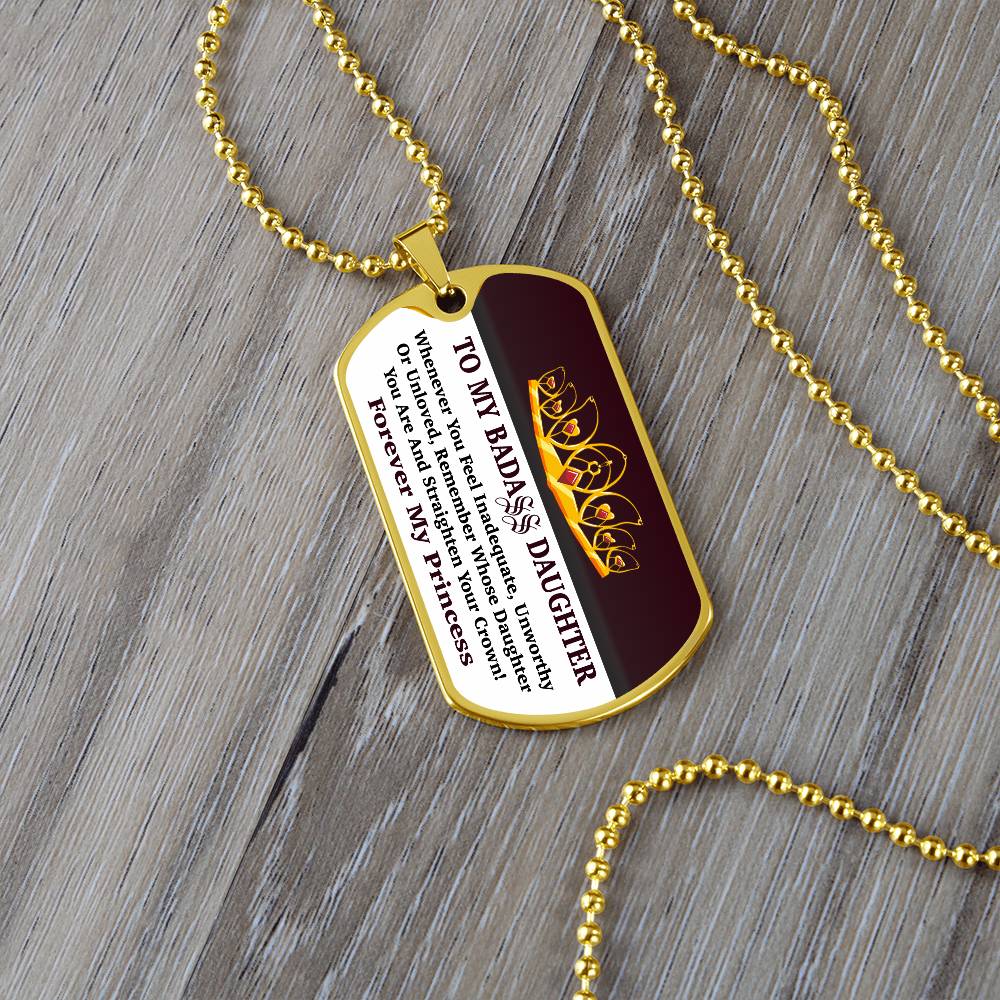 TO MY BADA$$ DAUGHTER
Whenever You Feel Inadequate, Unworthy
Or Unloved, Remember Whose Daughter
You Are And Straighten Your Crown!
Forever My Princess